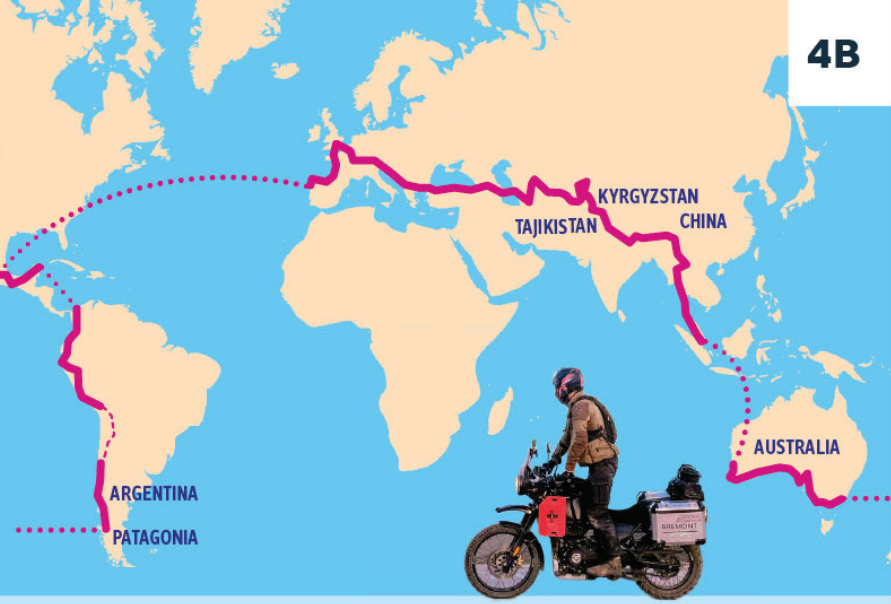 4B
KYRGYZSTAN
TAJIKISTAN
CHINA
AUSTRALIA
ARGENTINA
PATAGONIA
BREMONT